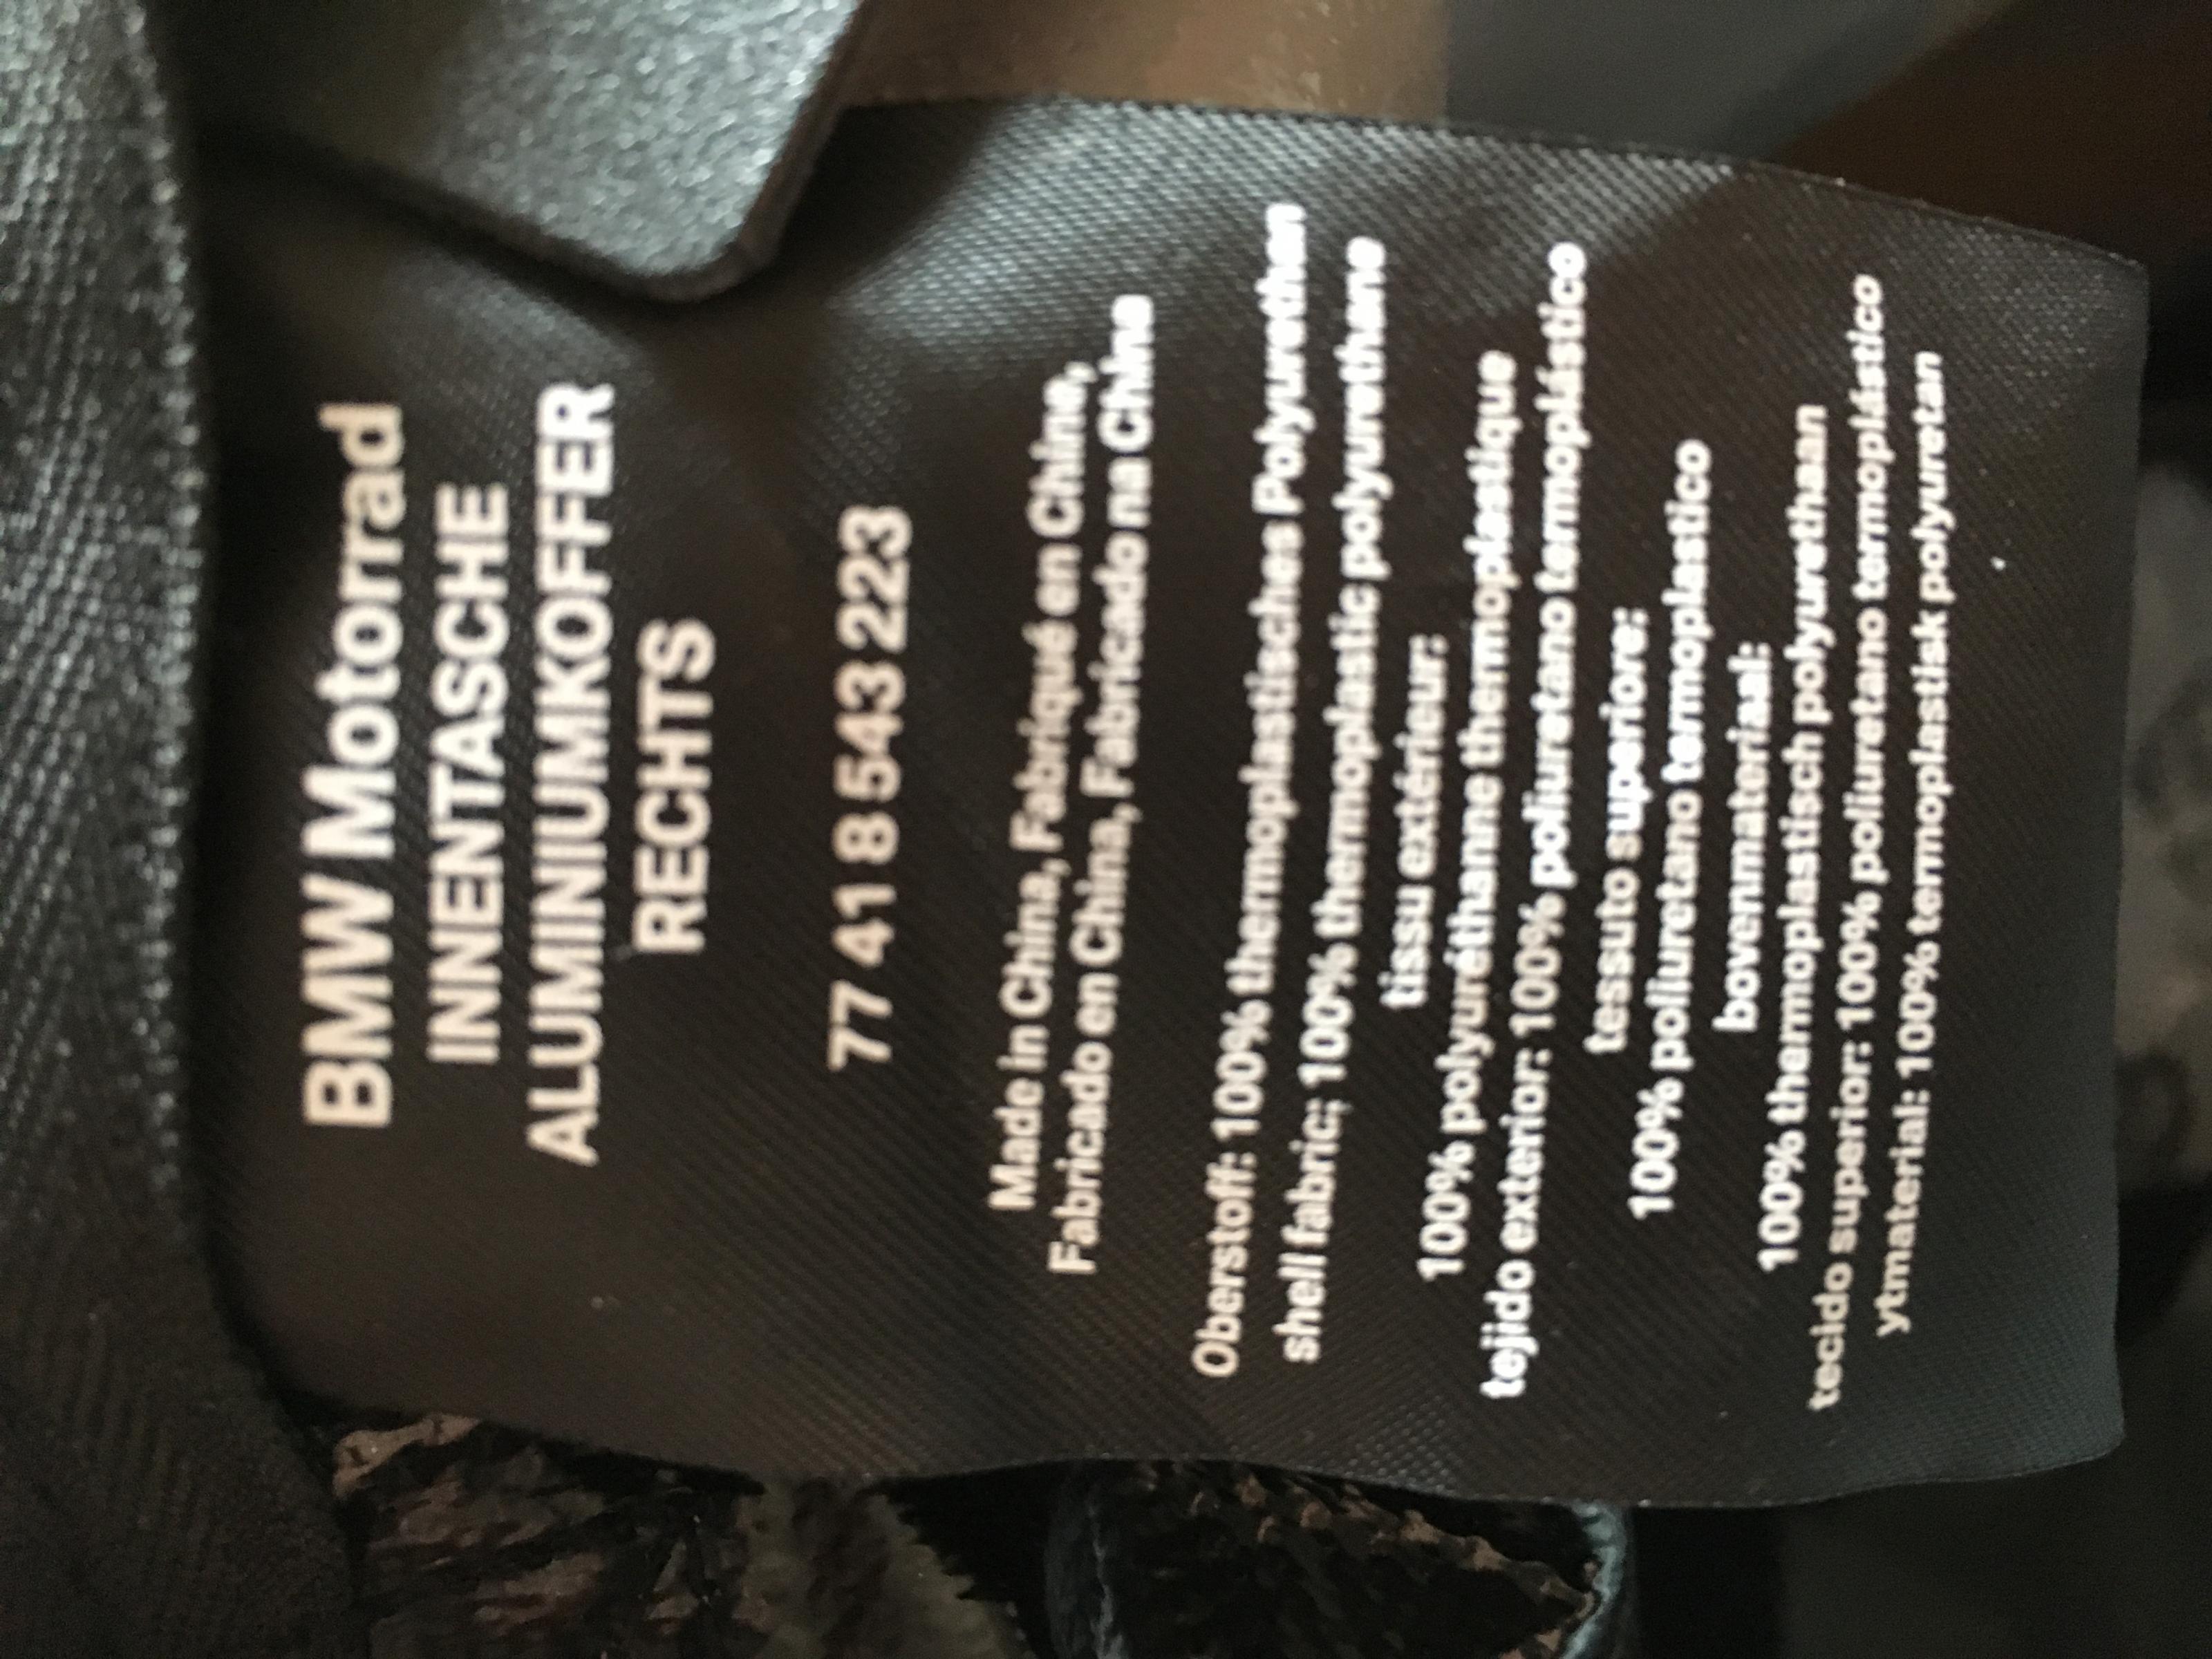 BMW Motorrad
INNENTASCHE
ALUMINIUMKOFFER
RECHTS
77 41 8 543 223
Made in China, Fabriqué en Chine,
Fabricado en China, Fabricado na China
Oberstoff: 100% thermoplastisches Polyurethan
shell fabric:; 100% thermoplastic polyurethane
tissu extérieur:
100% polyuréthanne thermoplastique
tejido exterior: 100% poliuretano termoplástico
tessuto superiore:
100% poliuretano termoplastico
bovenmateriaal:
100% thermoplastisch polyurethaan
tecido superior: 100% poliuretano termoplástico
ytmaterial: 100% termoplastisk polyuretan